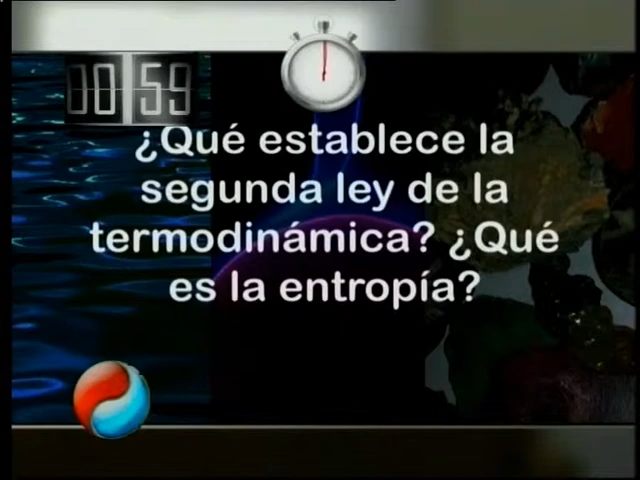 00 59
¿Qué establece la
segunda ley de la
termodinámica? ¿Qué
es la entropía?